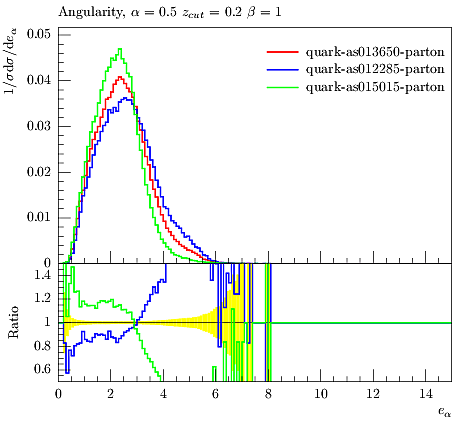 Angularity, α = 0.5 z_cut = 0.2 β = 1
1/σ dσ/de_α
0.05
0.04
0.03
0.02
0.01
0
quark-as013650-parton
quark-as012285-parton
quark-as015015-parton
Ratio
1.4
1.2
1
0.8
0.6
0 2 4 6 8 10 12 14
e_α